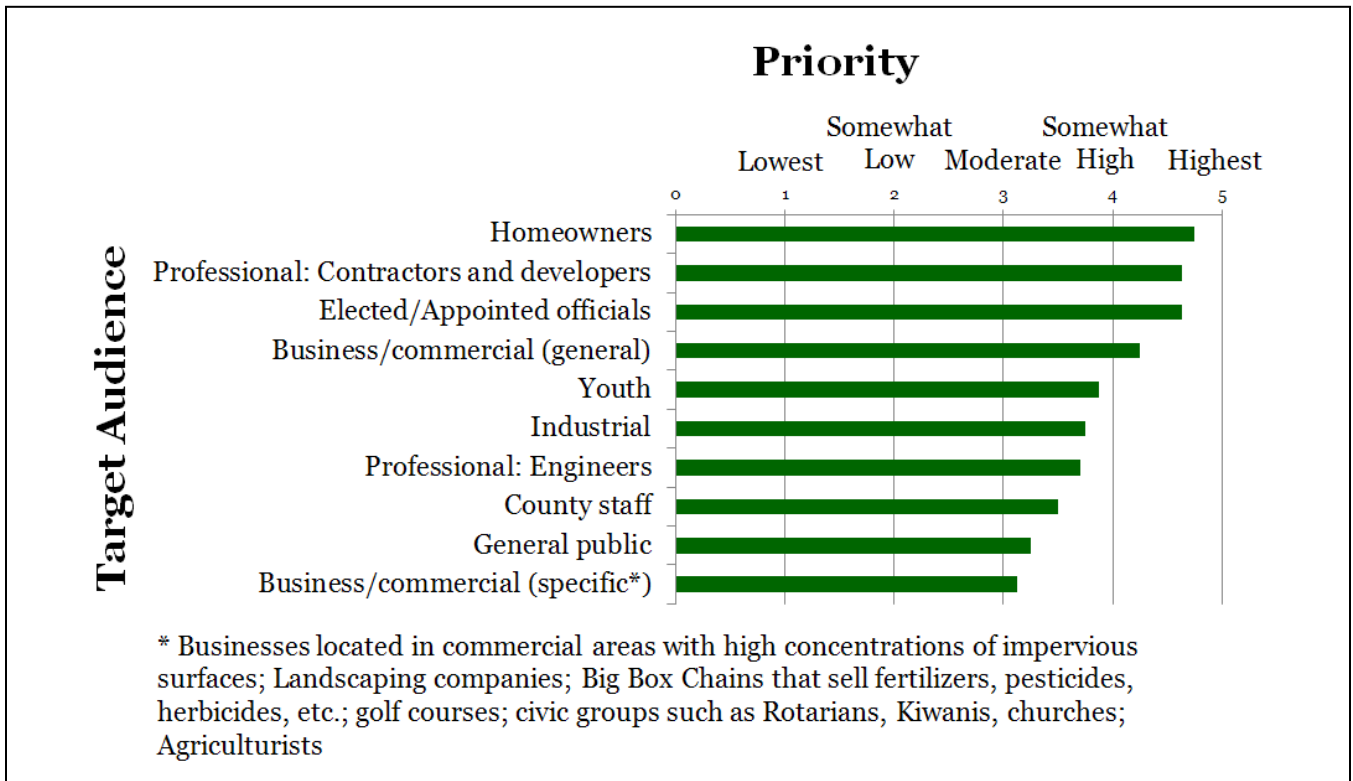 Priority
Somewhat Somewhat
Lowest Low Moderate High Highest
0 1 2 3 4 5
Target Audience
Homeowners
Professional: Contractors and developers
Elected/Appointed officials
Business/commercial (general)
Youth
Industrial
Professional: Engineers
County staff
General public
Business/commercial (specific*)
* Businesses located in commercial areas with high concentrations of impervious
surfaces; Landscaping companies; Big Box Chains that sell fertilizers, pesticides,
herbicides, etc.; golf courses; civic groups such as Rotarians, Kiwanis, churches;
Agriculturists